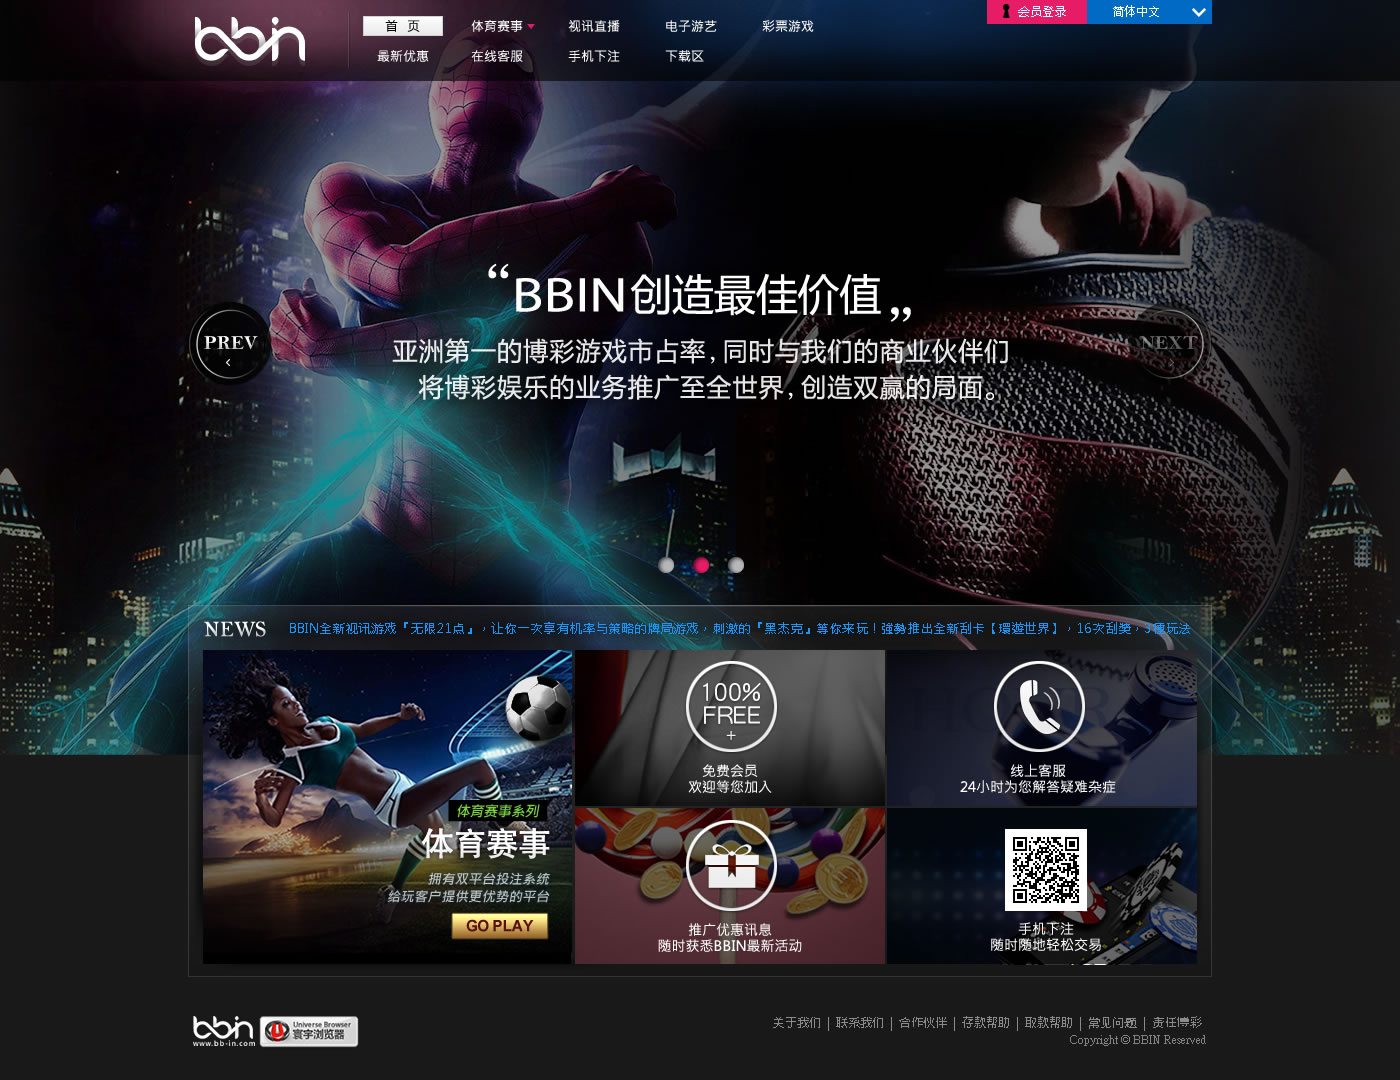 bbin
首 页
体育赛事
视讯直播
电子游艺
彩票游戏
最新优惠
在线客服
手机下注
下载区
会员登录
简体中文
“BBIN创造最佳价值„
亚洲第一的博彩游戏市占率,同时与我们的商业伙伴们
将博彩娱乐的业务推广至全世界,创造双赢的局面。
PREV
NEXT
NEWS
BBIN全新视讯游戏『无限21点』，让你一次享有机率与策略的牌局游戏，刺激的『黑杰克』等你来玩！強勢推出全新刮卡【環遊世界】，16次刮獎，3種玩法
体育赛事系列
体育赛事
拥有双平台投注系统
给玩客户提供更优势的平台
GO PLAY
100%
FREE
+
免费会员
欢迎等您加入
线上客服
24小时为您解答疑难杂症
推广优惠讯息
随时获悉BBIN最新活动
手机下注
随时随地轻松交易
bbin
www.bb-in.com
Universe Browser
寰宇浏览器
关于我们 | 联系我们 | 合作伙伴 | 存款帮助 | 取款帮助 | 常见问题 | 责任博彩
Copyright © BBIN Reserved